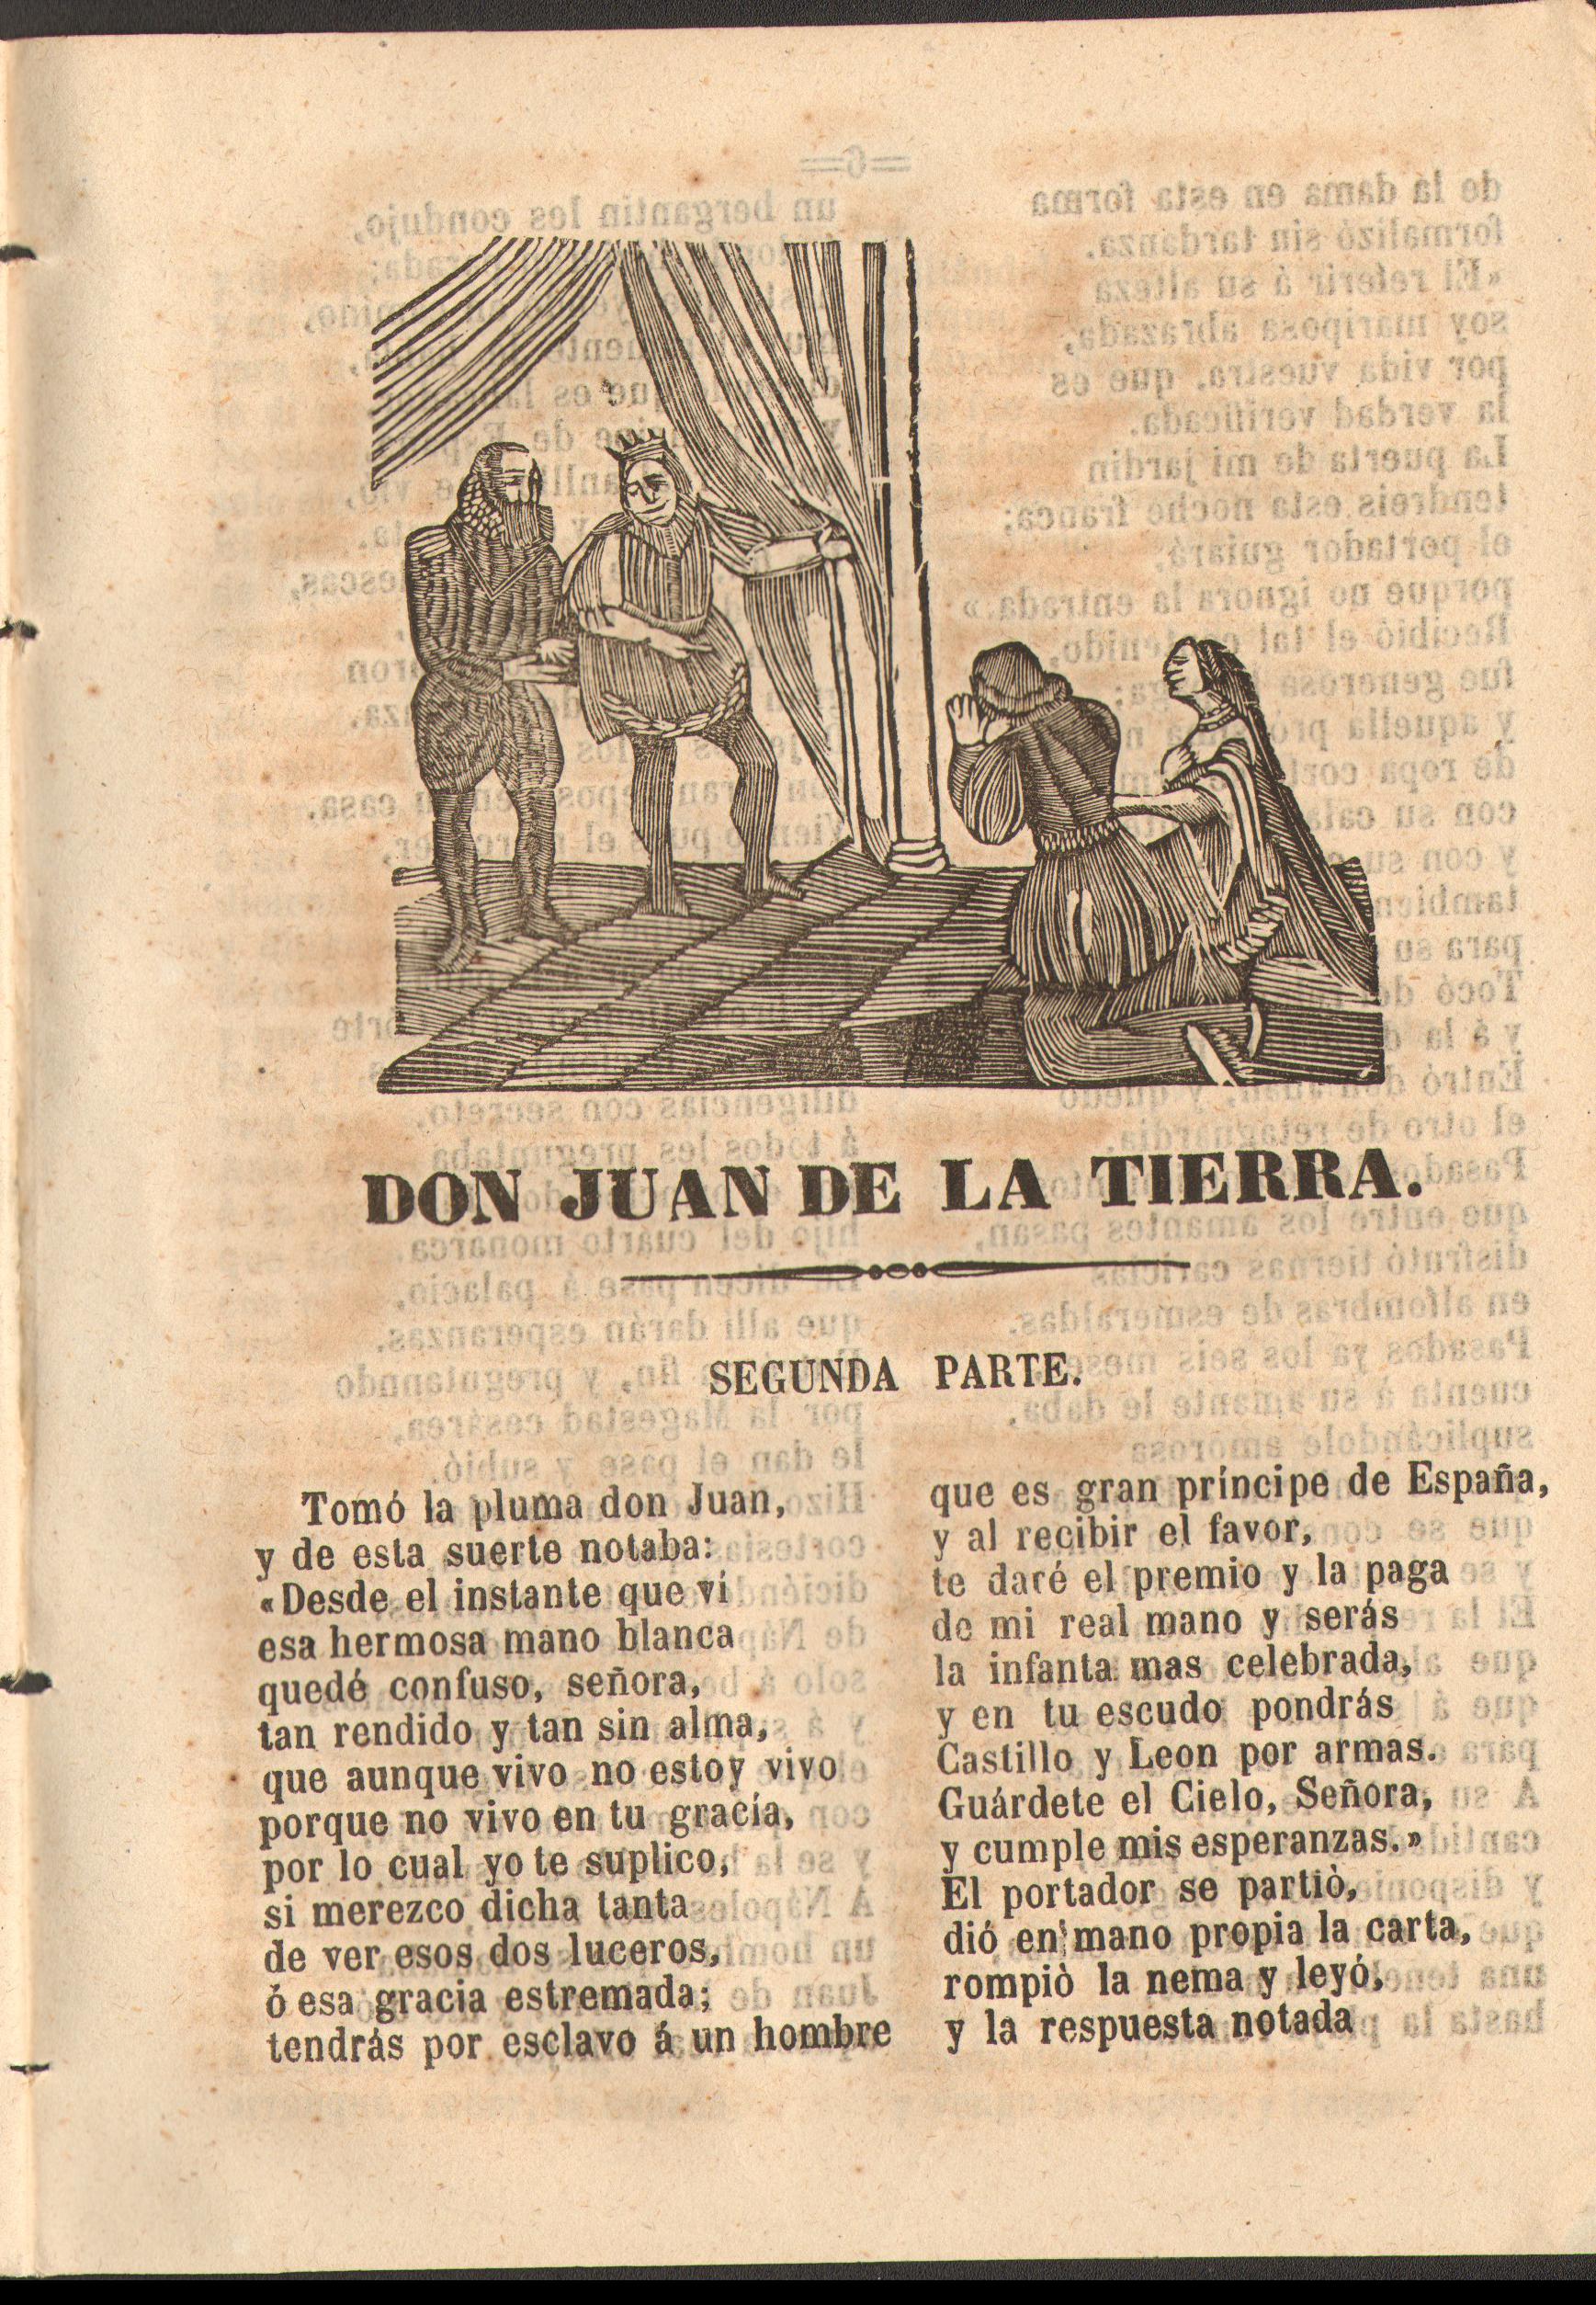 DON JUAN DE LA TIERRA.
SEGUNDA PARTE.
Tomó la pluma don Juan,
y de esta suerte notaba:
«Desde el instante que ví
esa hermosa mano blanca
quedé confuso, señora,
tan rendido y tan sin alma,
que aunque vivo no estoy vivo
porque no vivo en tu gracía,
por lo cual yo te suplico,
si merezco dicha tanta
de ver esos dos luceros,
ó esa gracia estremada;
tendrás por esclavo á un hombre
que es gran príncipe de España,
y al recibir el favor,
te daré el premio y la paga
de mi real mano y serás
la infanta mas celebrada,
y en tu escudo pondrás
Castillo y Leon por armas.
Guárdete el Cielo, Señora,
y cumple mis esperanzas.»
El portador se partiò,
dió en mano propia la carta,
rompiò la nema y leyó,
y la respuesta notada